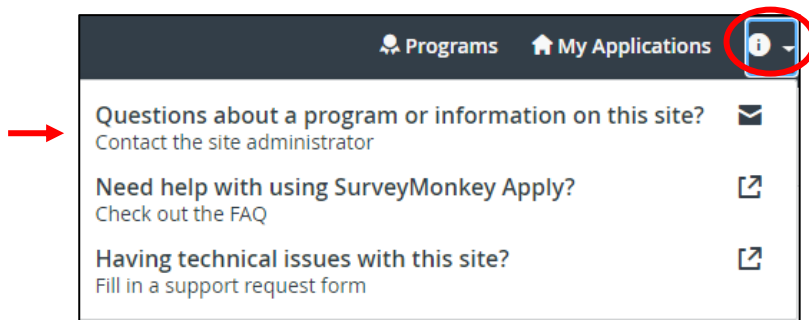 Programs My Applications
Questions about a program or information on this site?
Contact the site administrator
Need help with using SurveyMonkey Apply?
Check out the FAQ
Having technical issues with this site?
Fill in a support request form